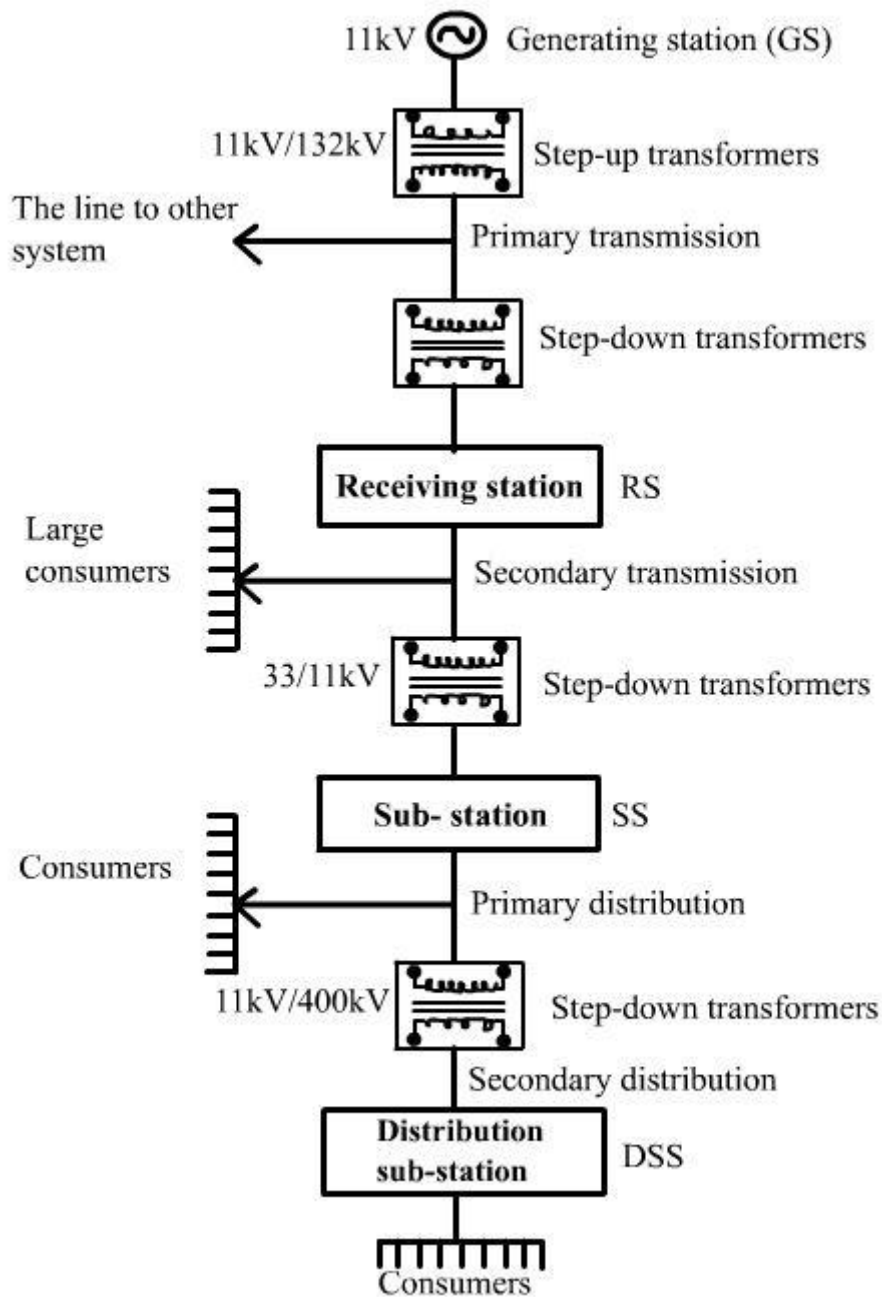 11kV
Generating station (GS)
11kV/132kV
Step-up transformers
The line to other
system
Primary transmission
Step-down transformers
Receiving station
RS
Large
consumers
Secondary transmission
33/11kV
Step-down transformers
Sub- station
SS
Consumers
Primary distribution
11kV/400kV
Step-down transformers
Secondary distribution
Distribution
sub-station
DSS
Consumers